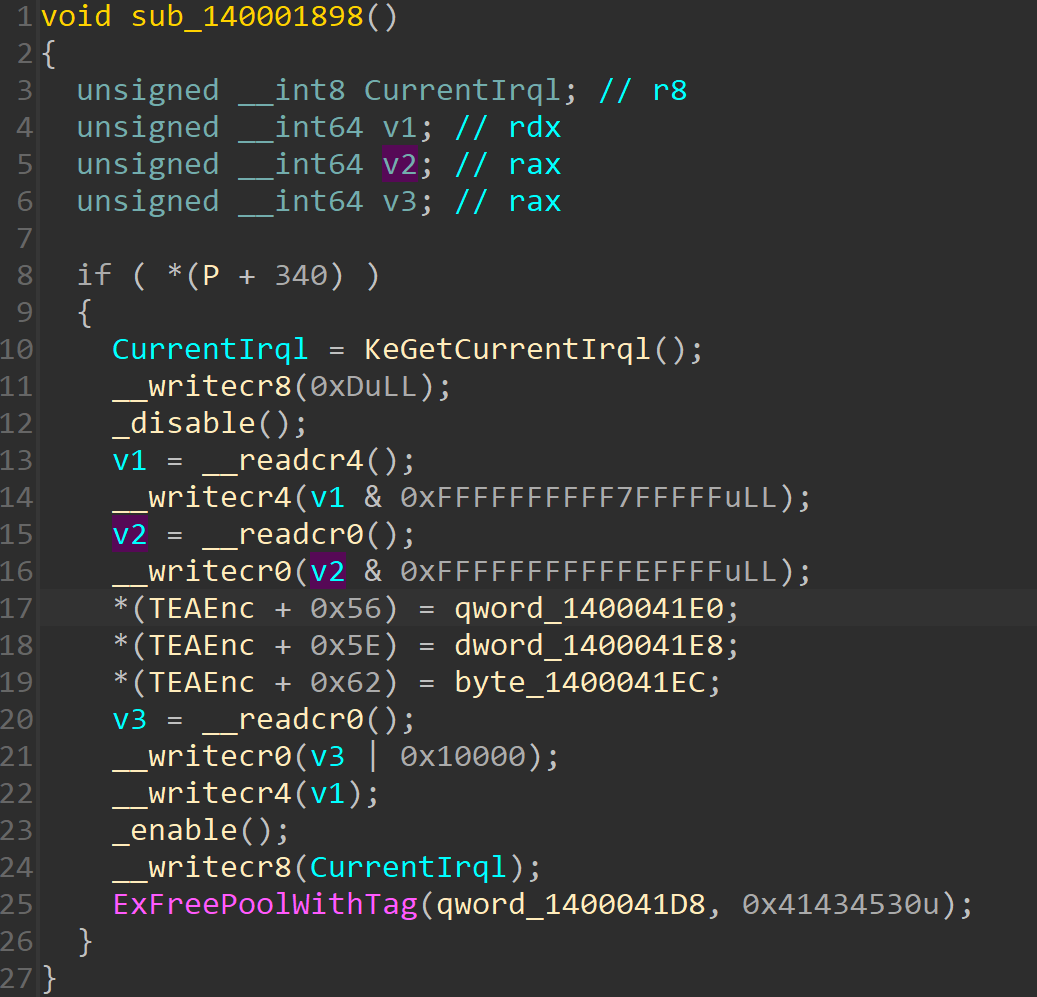 1 void sub_140001898()
2 {
3 unsigned __int8 CurrentIrql; // r8
4 unsigned __int64 v1; // rdx
5 unsigned __int64 v2; // rax
6 unsigned __int64 v3; // rax
7
8 if ( *(P + 340) )
9 {
10 CurrentIrql = KeGetCurrentIrql();
11 __writecr8(0xDuLL);
12 _disable();
13 v1 = __readcr4();
14 __writecr4(v1 & 0xFFFFFFFFFF7FFFFFuLL);
15 v2 = __readcr0();
16 __writecr0(v2 & 0xFFFFFFFFFFFEFFFFuLL);
17 *(TEAEnc + 0x56) = qword_1400041E0;
18 *(TEAEnc + 0x5E) = dword_1400041E8;
19 *(TEAEnc + 0x62) = byte_1400041EC;
20 v3 = __readcr0();
21 __writecr0(v3 | 0x10000);
22 __writecr4(v1);
23 _enable();
24 __writecr8(CurrentIrql);
25 ExFreePoolWithTag(qword_1400041D8, 0x41434530u);
26 }
27 }